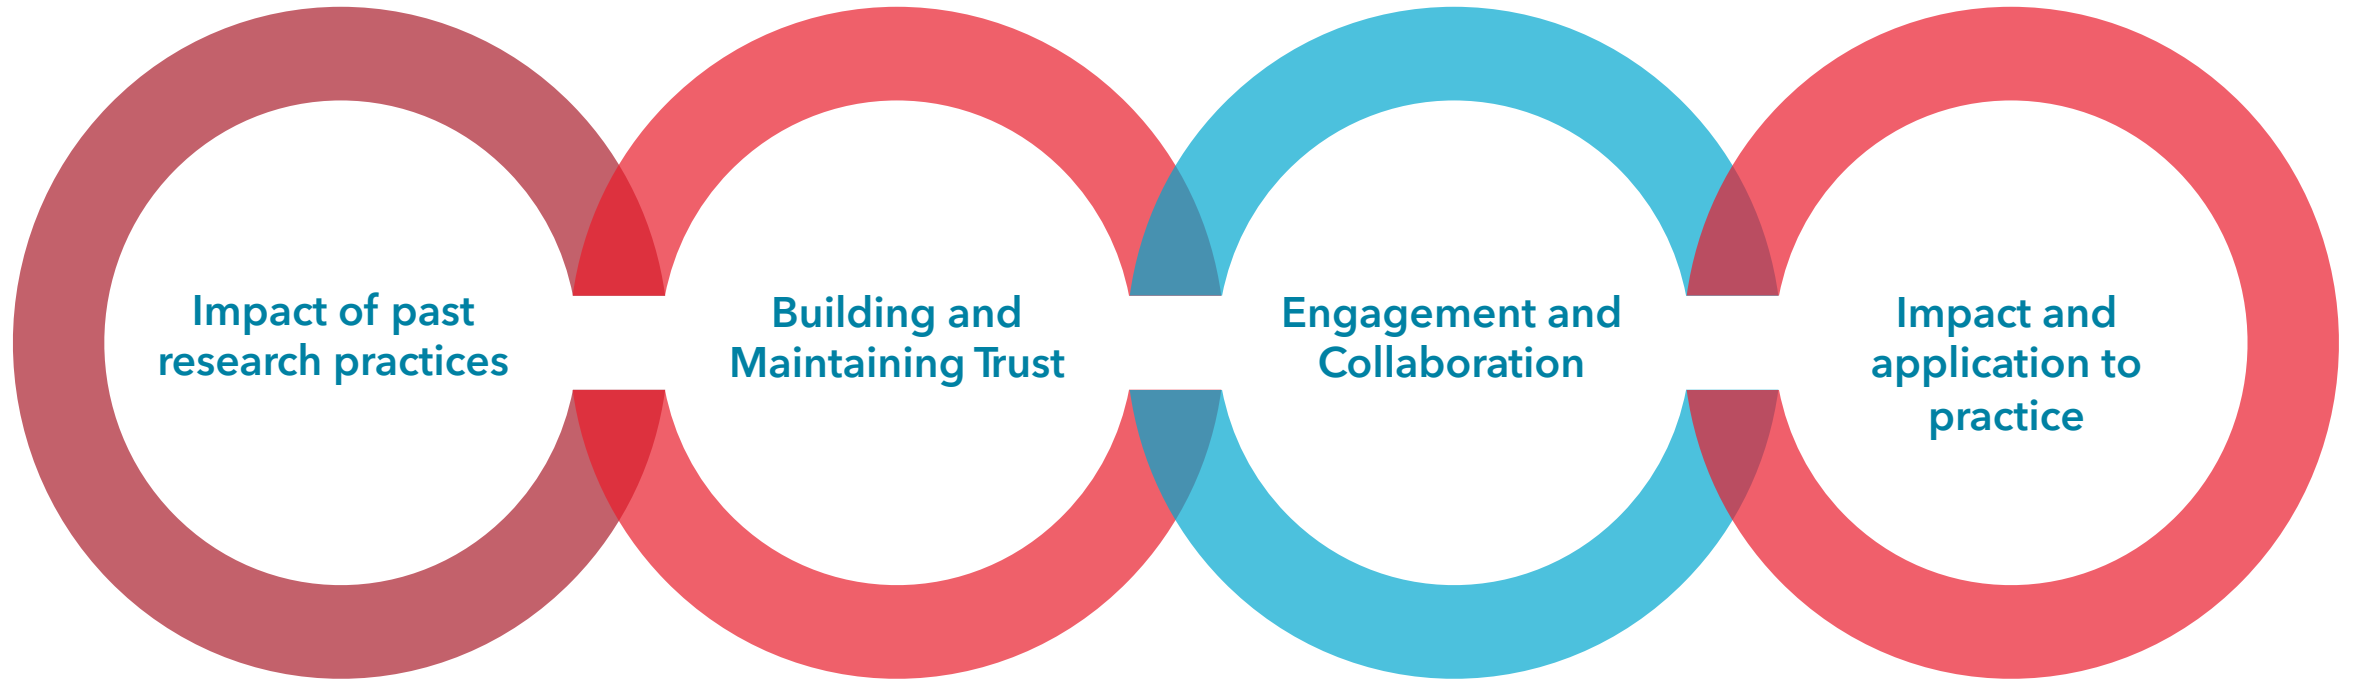 Impact of past
research practices
Building and
Maintaining Trust
Engagement and
Collaboration
Impact and
application to
practice